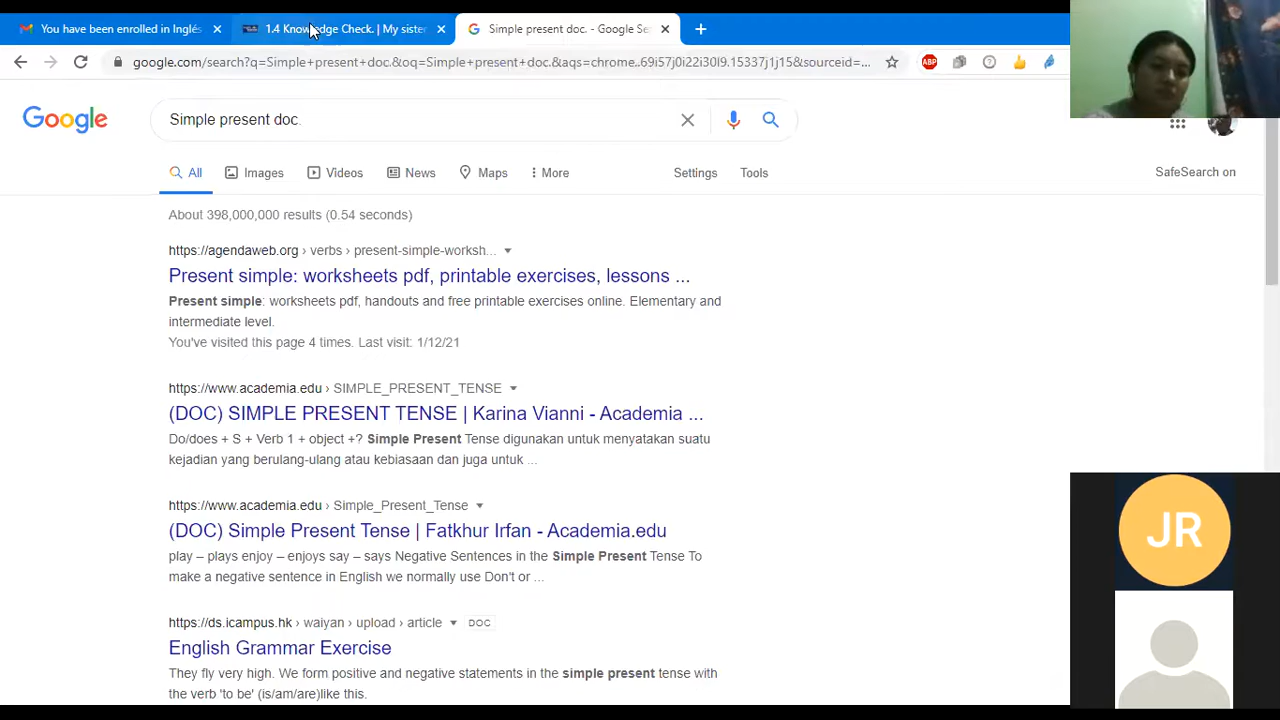 You have been enrolled in Inglés
1.4 Knowledge Check. | My sister
Simple present doc. - Google Se
google.com/search?q=Simple+present+doc.&oq=Simple+present+doc.&aqs=chrome..69i57j0i22i30l9.15337j1j15&sourceid=...
ABP
Google
Simple present doc.
All
Images
Videos
News
Maps
More
Settings
Tools
SafeSearch on
About 398,000,000 results (0.54 seconds)
https://agendaweb.org › verbs › present-simple-worksh...
Present simple: worksheets pdf, printable exercises, lessons ...
Present simple: worksheets pdf, handouts and free printable exercises online. Elementary and
intermediate level.
You've visited this page 4 times. Last visit: 1/12/21
https://www.academia.edu › SIMPLE_PRESENT_TENSE
(DOC) SIMPLE PRESENT TENSE | Karina Vianni - Academia ...
Do/does + S + Verb 1 + object +? Simple Present Tense digunakan untuk menyatakan suatu
kejadian yang berulang-ulang atau kebiasaan dan juga untuk ...
https://www.academia.edu › Simple_Present_Tense
(DOC) Simple Present Tense | Fatkhur Irfan - Academia.edu
play – plays enjoy – enjoys say – says Negative Sentences in the Simple Present Tense To
make a negative sentence in English we normally use Don't or ...
https://ds.icampus.hk › waiyan › upload › article
DOC
English Grammar Exercise
They fly very high. We form positive and negative statements in the simple present tense with
the verb 'to be' (is/am/are)like this.
JR